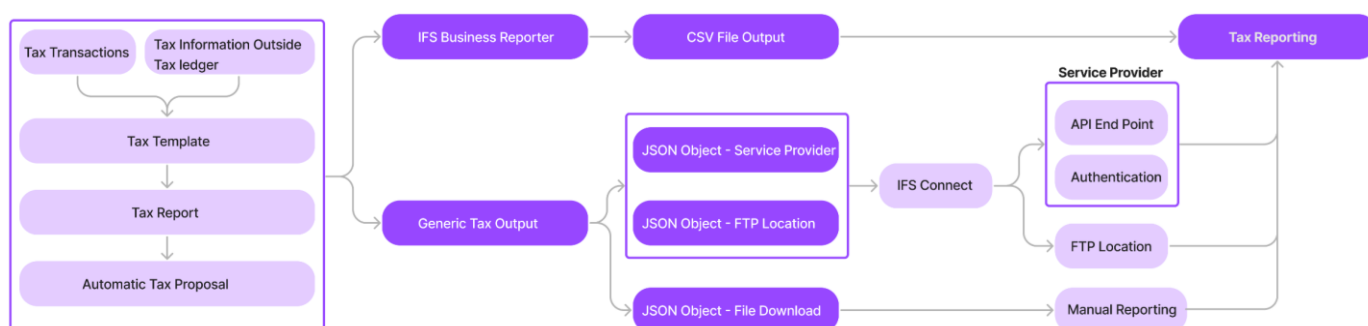 Tax Transactions
Tax Information Outside
Tax ledger
Tax Template
Tax Report
Automatic Tax Proposal
IFS Business Reporter
CSV File Output
Tax Reporting
Generic Tax Output
JSON Object - Service Provider
JSON Object - FTP Location
JSON Object - File Download
IFS Connect
Service Provider
API End Point
Authentication
FTP Location
Manual Reporting